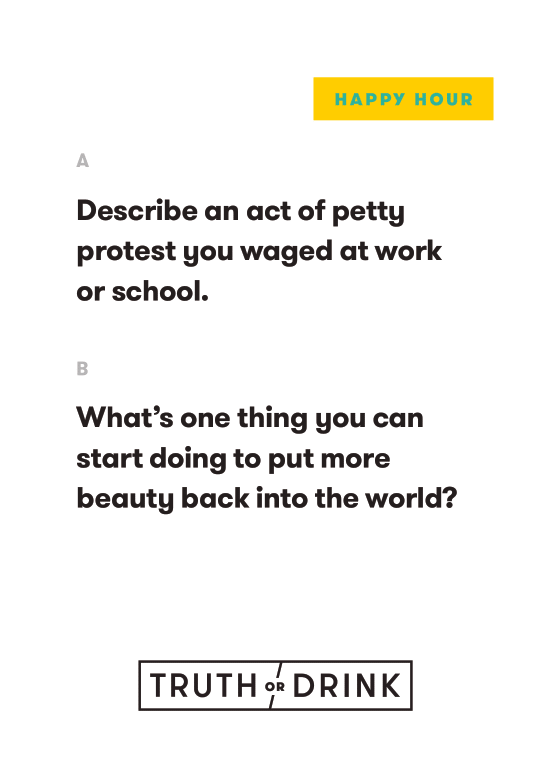 HAPPY HOUR
A
Describe an act of petty
protest you waged at work
or school.
B
What’s one thing you can
start doing to put more
beauty back into the world?
TRUTH OR DRINK